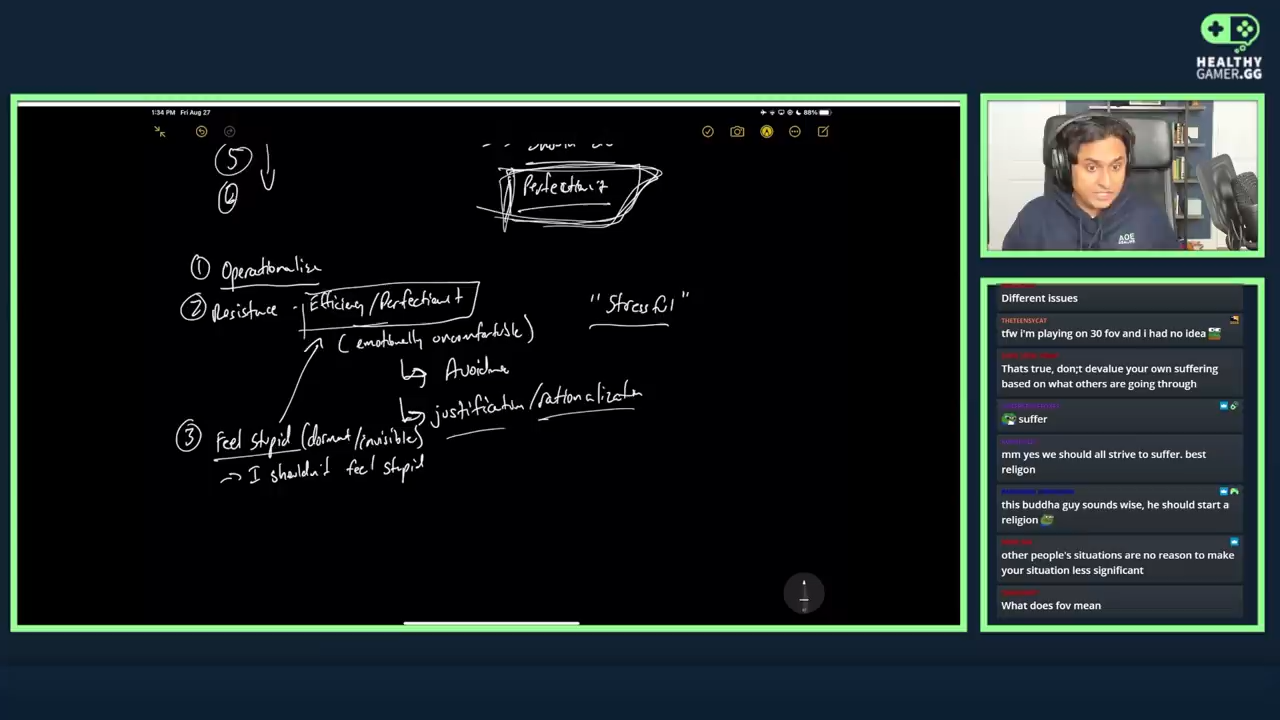 HEALTHY
GAMER.GG
1:34 PM Fri Aug 27
88%
5
6
Perfectionist
① Operationalize
② Resistance - Efficiency/Perfectionist
"Stressful"
(emotionally uncomfortable)
↳ Avoidance
↳ justification/rationalization
③ Feel stupid (dormant/invisible)
→ I shouldn't feel stupid
AOE
Different issues
THETEENSYCAT
tfw i'm playing on 30 fov and i had no idea
Thats true, don;t devalue your own suffering
based on what others are going through
suffer
mm yes we should all strive to suffer. best
religon
this buddha guy sounds wise, he should start a
religion
other people's situations are no reason to make
your situation less significant
What does fov mean